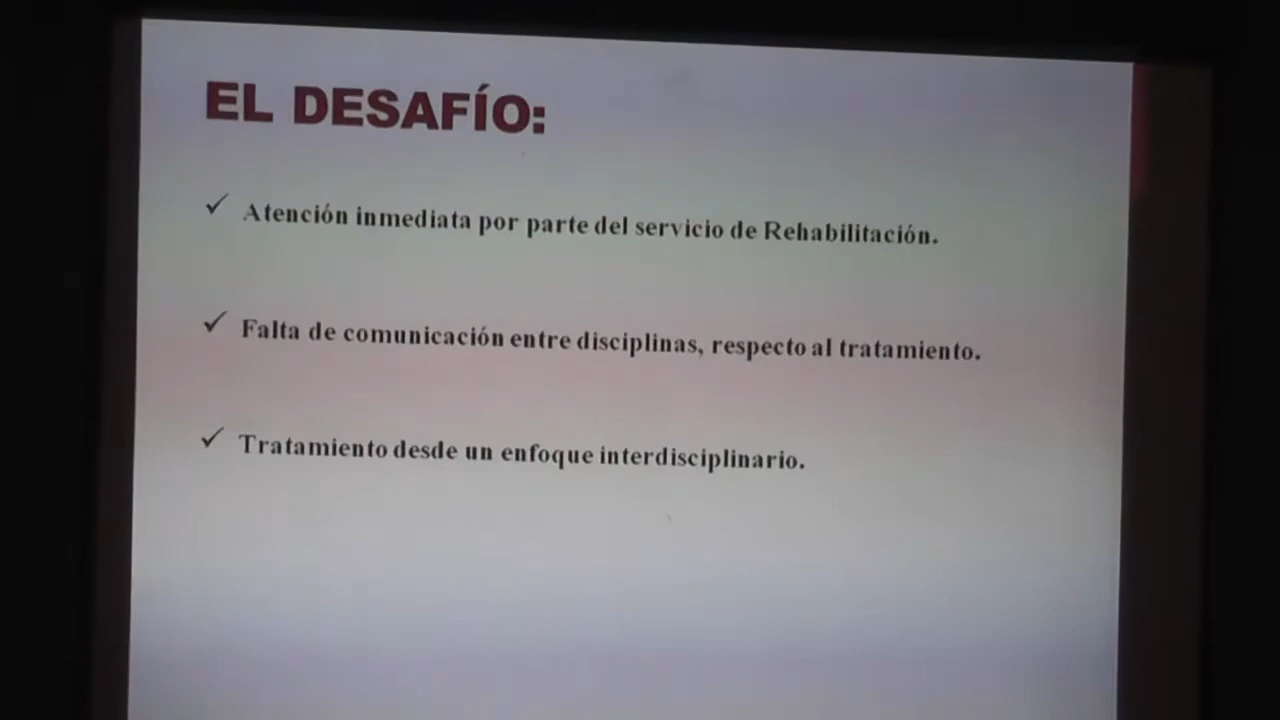 EL DESAFÍO:
✓ Atención inmediata por parte del servicio de Rehabilitación.
✓ Falta de comunicación entre disciplinas, respecto al tratamiento.
✓ Tratamiento desde un enfoque interdisciplinario.